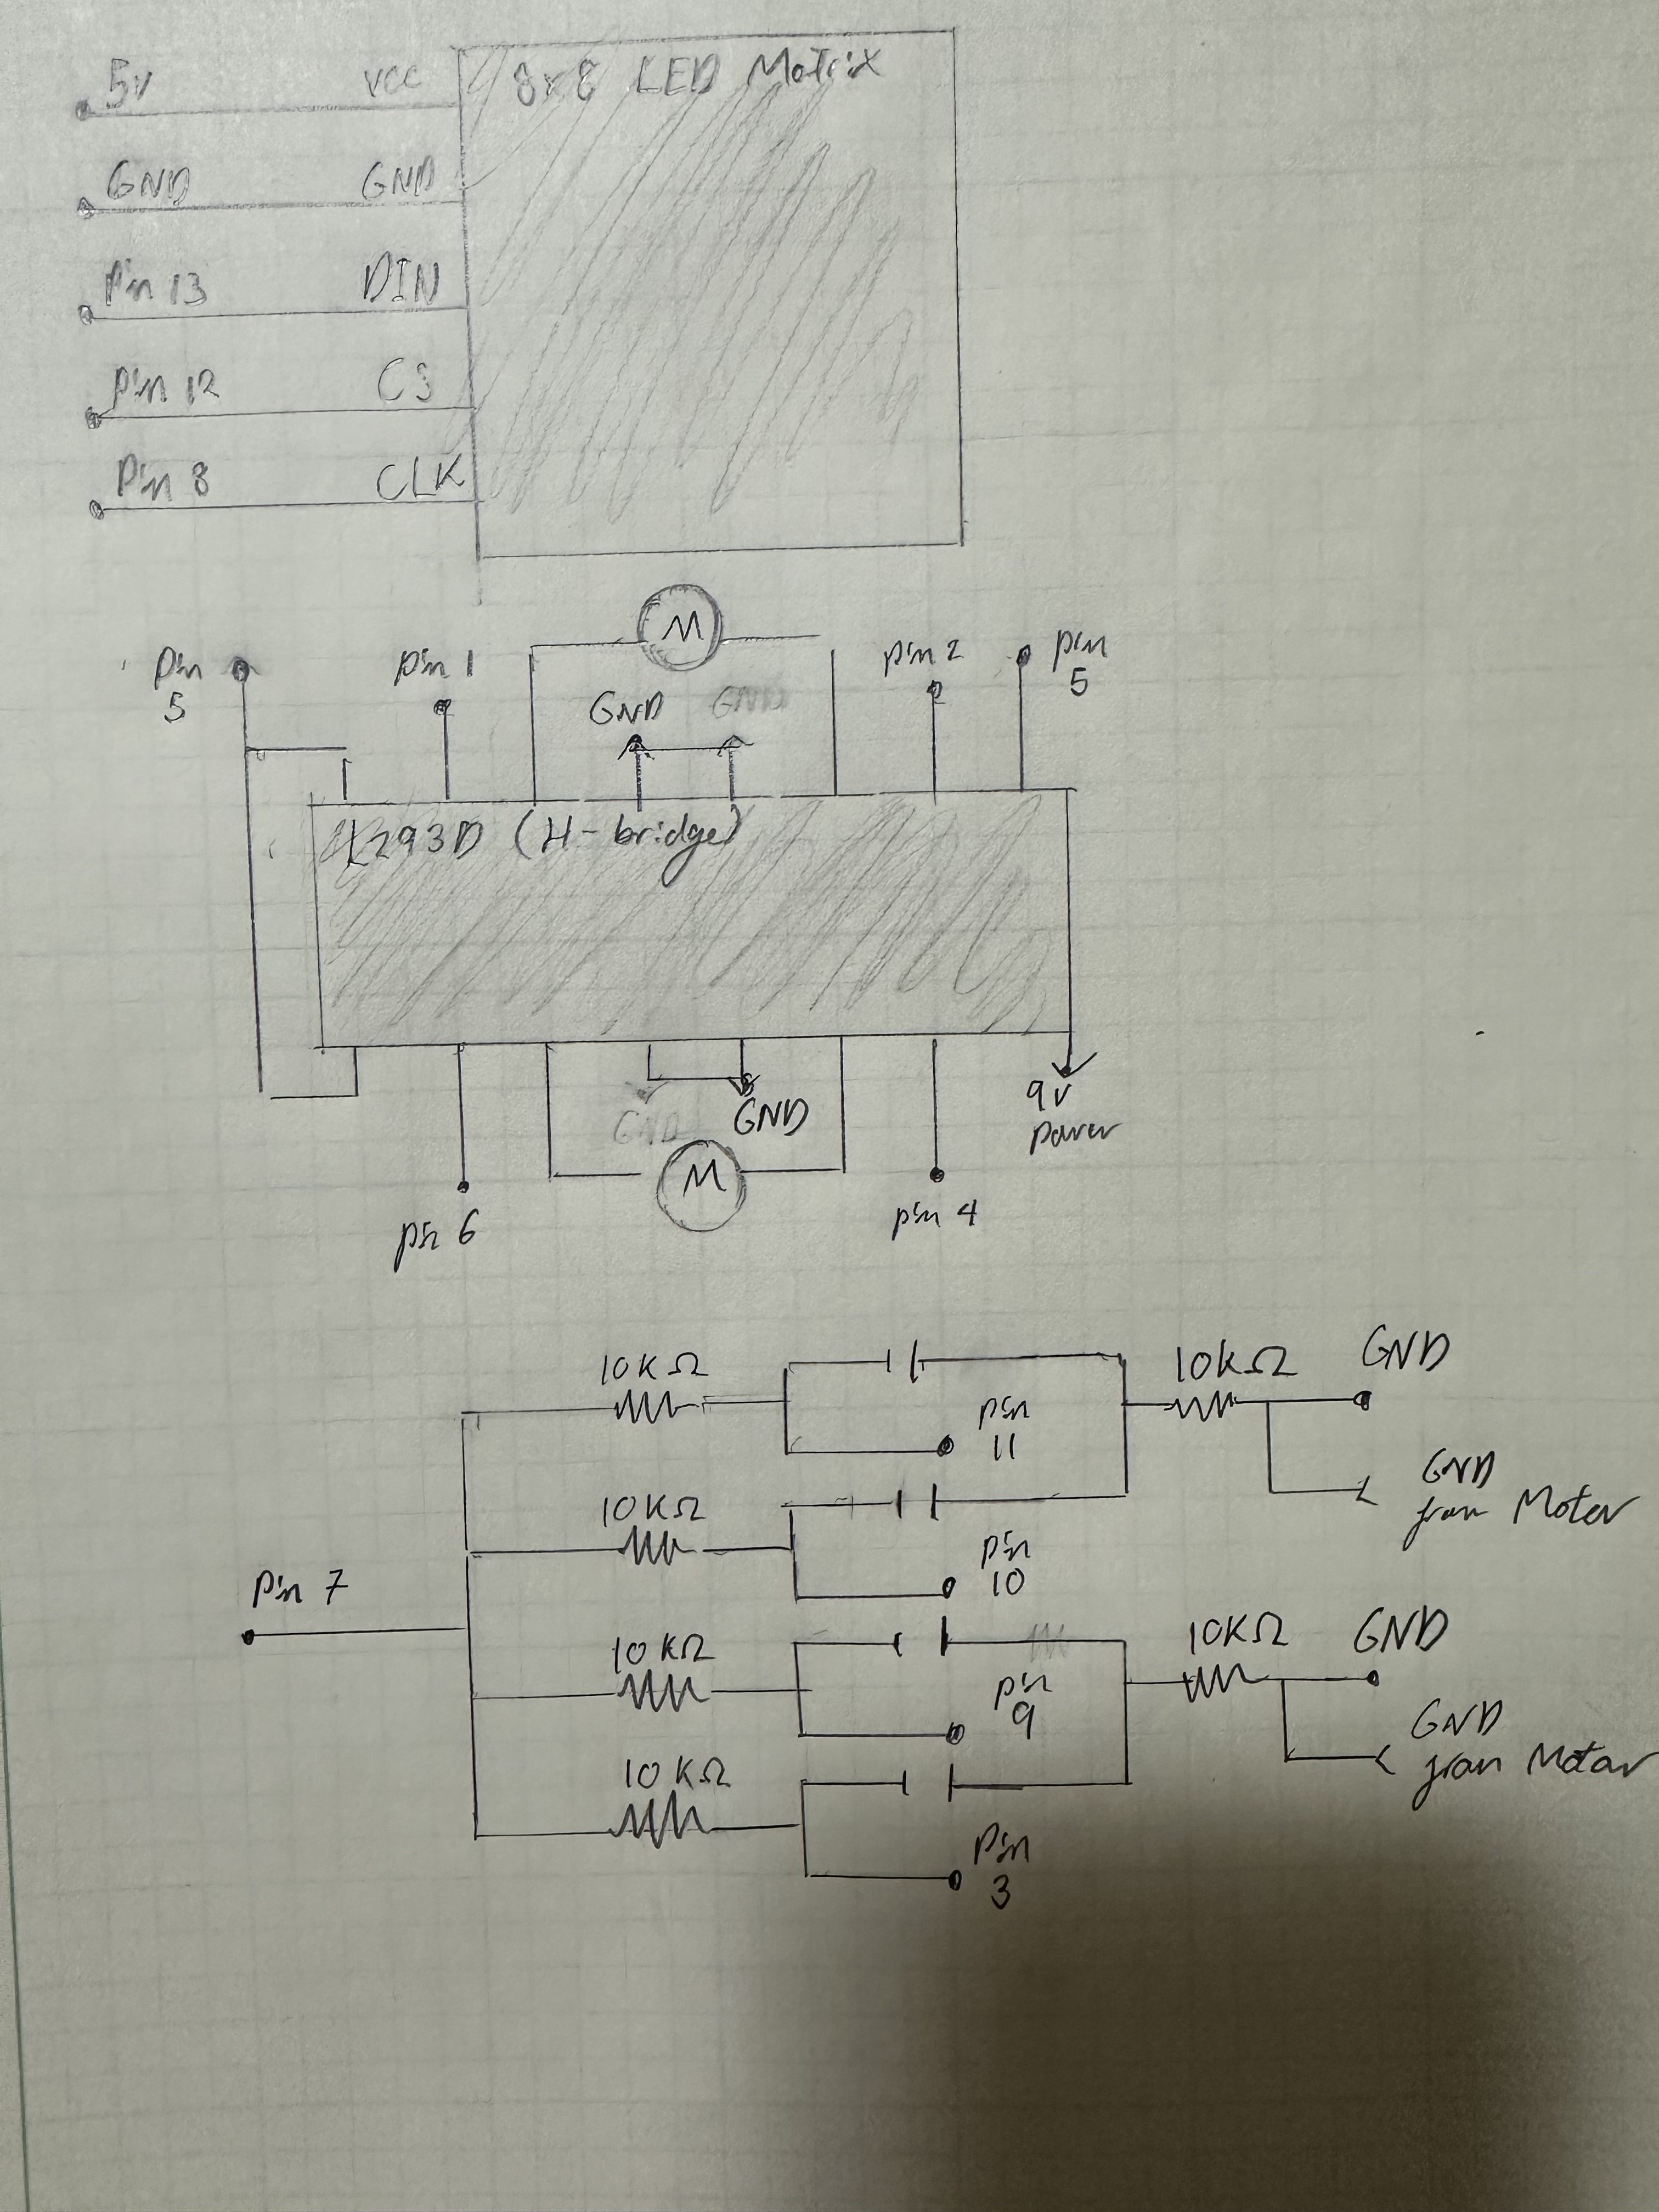 8x8 LED Matrix
5v VCC
GND GND
Pin 13 DIN
Pin 12 CS
Pin 8 CLK
M
Pin 5
pin 1
GND GND
pin 2
pin 5
L293D (H-bridge)
GND GND
9v
power
M
pin 6
pin 4
10KΩ
10KΩ
GND
pin 11
GND
from Motor
10KΩ
pin 10
Pin 7
10KΩ
10KΩ
GND
pin 9
GND
from Motor
10KΩ
Pin 3